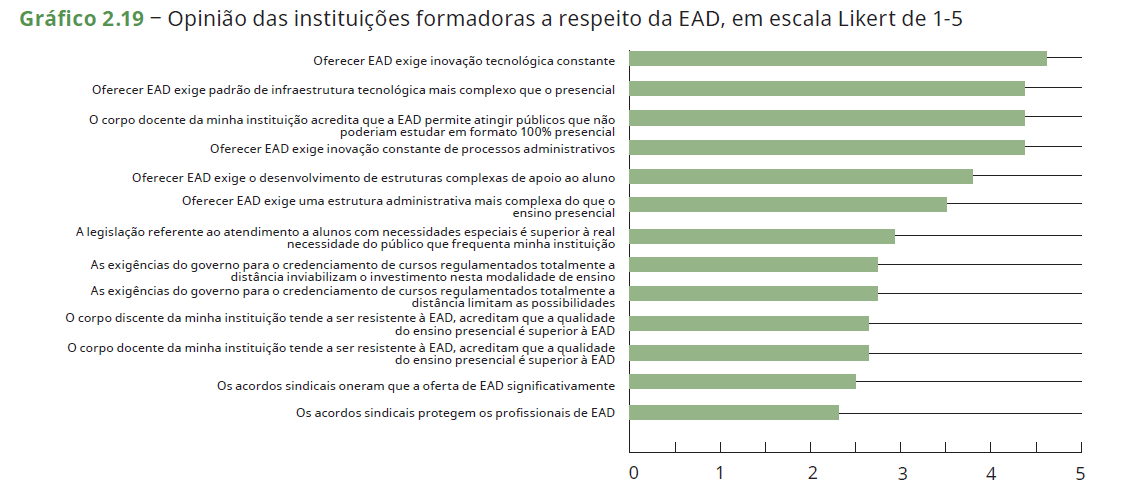 Gráfico 2.19 – Opinião das instituições formadoras a respeito da EAD, em escala Likert de 1-5
Oferecer EAD exige inovação tecnológica constante
Oferecer EAD exige padrão de infraestrutura tecnológica mais complexo que o presencial
O corpo docente da minha instituição acredita que a EAD permite atingir públicos que não
poderiam estudar em formato 100% presencial
Oferecer EAD exige inovação constante de processos administrativos
Oferecer EAD exige o desenvolvimento de estruturas complexas de apoio ao aluno
Oferecer EAD exige uma estrutura administrativa mais complexa do que o
ensino presencial
A legislação referente ao atendimento a alunos com necessidades especiais é superior à real
necessidade do público que frequenta minha instituição
As exigências do governo para o credenciamento de cursos regulamentados totalmente a
distância inviabilizam o investimento nesta modalidade de ensino
As exigências do governo para o credenciamento de cursos regulamentados totalmente a
distância limitam as possibilidades
O corpo discente da minha instituição tende a ser resistente à EAD, acreditam que a qualidade
do ensino presencial é superior à EAD
O corpo docente da minha instituição tende a ser resistente à EAD, acreditam que a qualidade
do ensino presencial é superior à EAD
Os acordos sindicais oneram que a oferta de EAD significativamente
Os acordos sindicais protegem os profissionais de EAD
0 1 2 3 4 5